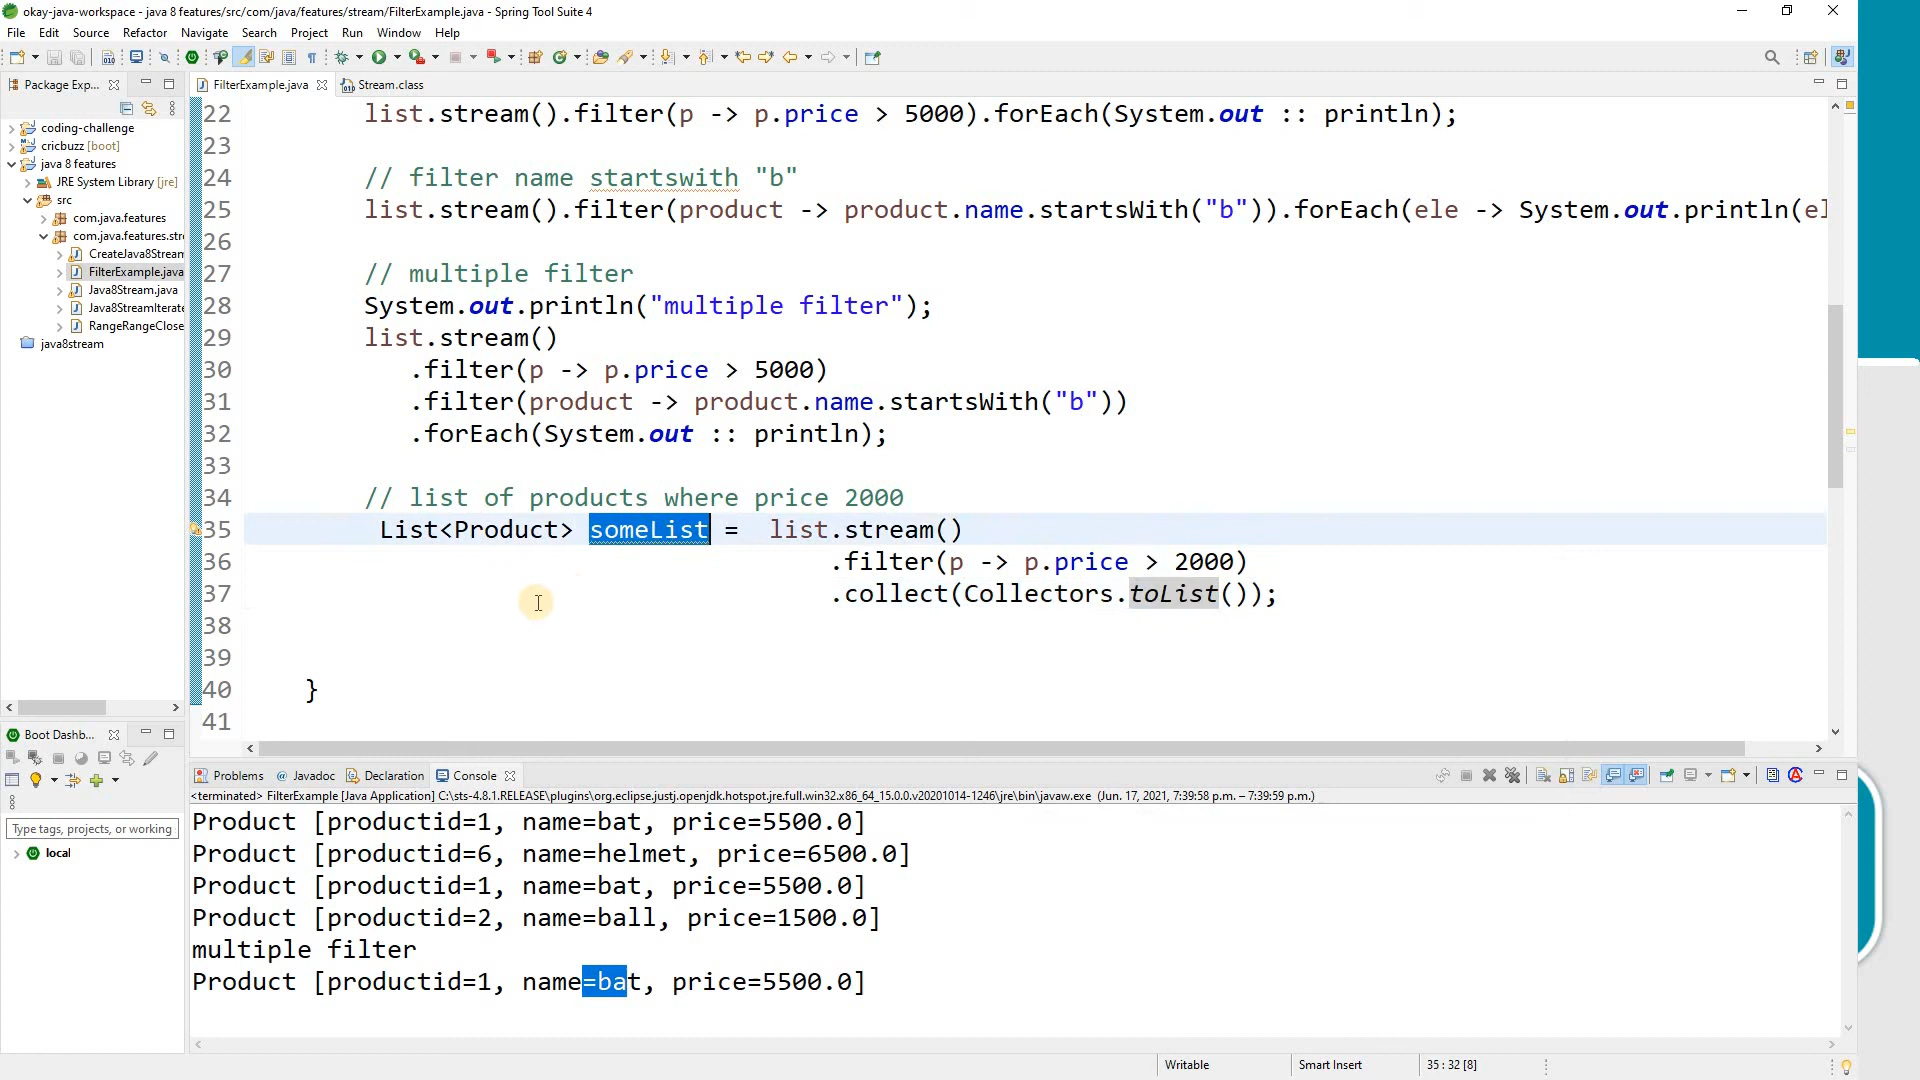 okay-java-workspace - java 8 features/src/com/java/features/stream/FilterExample.java - Spring Tool Suite 4
File Edit Source Refactor Navigate Search Project Run Window Help
Package Exp...
FilterExample.java
Stream.class
coding-challenge
cricbuzz [boot]
java 8 features
JRE System Library [jre]
src
com.java.features
com.java.features.stre
CreateJava8Stream
FilterExample.java
Java8Stream.java
Java8StreamIterate
RangeRangeClose
java8stream
22 list.stream().filter(p -> p.price > 5000).forEach(System.out :: println);
23
24 // filter name startswith "b"
25 list.stream().filter(product -> product.name.startsWith("b")).forEach(ele -> System.out.println(el
26
27 // multiple filter
28 System.out.println("multiple filter");
29 list.stream()
30 .filter(p -> p.price > 5000)
31 .filter(product -> product.name.startsWith("b"))
32 .forEach(System.out :: println);
33
34 // list of products where price 2000
35 List<Product> someList = list.stream()
36 .filter(p -> p.price > 2000)
37 .collect(Collectors.toList());
38
39
40 }
41
Boot Dashb...
Type tags, projects, or working
local
Problems @ Javadoc Declaration Console
<terminated> FilterExample [Java Application] C:\sts-4.8.1.RELEASE\plugins\org.eclipse.justj.openjdk.hotspot.jre.full.win32.x86_64_15.0.0.v20201014-1246\jre\bin\javaw.exe (Jun. 17, 2021, 7:39:58 p.m. – 7:39:59 p.m.)
Product [productid=1, name=bat, price=5500.0]
Product [productid=6, name=helmet, price=6500.0]
Product [productid=1, name=bat, price=5500.0]
Product [productid=2, name=ball, price=1500.0]
multiple filter
Product [productid=1, name=bat, price=5500.0]
Writable
Smart Insert
35 : 32 [8]